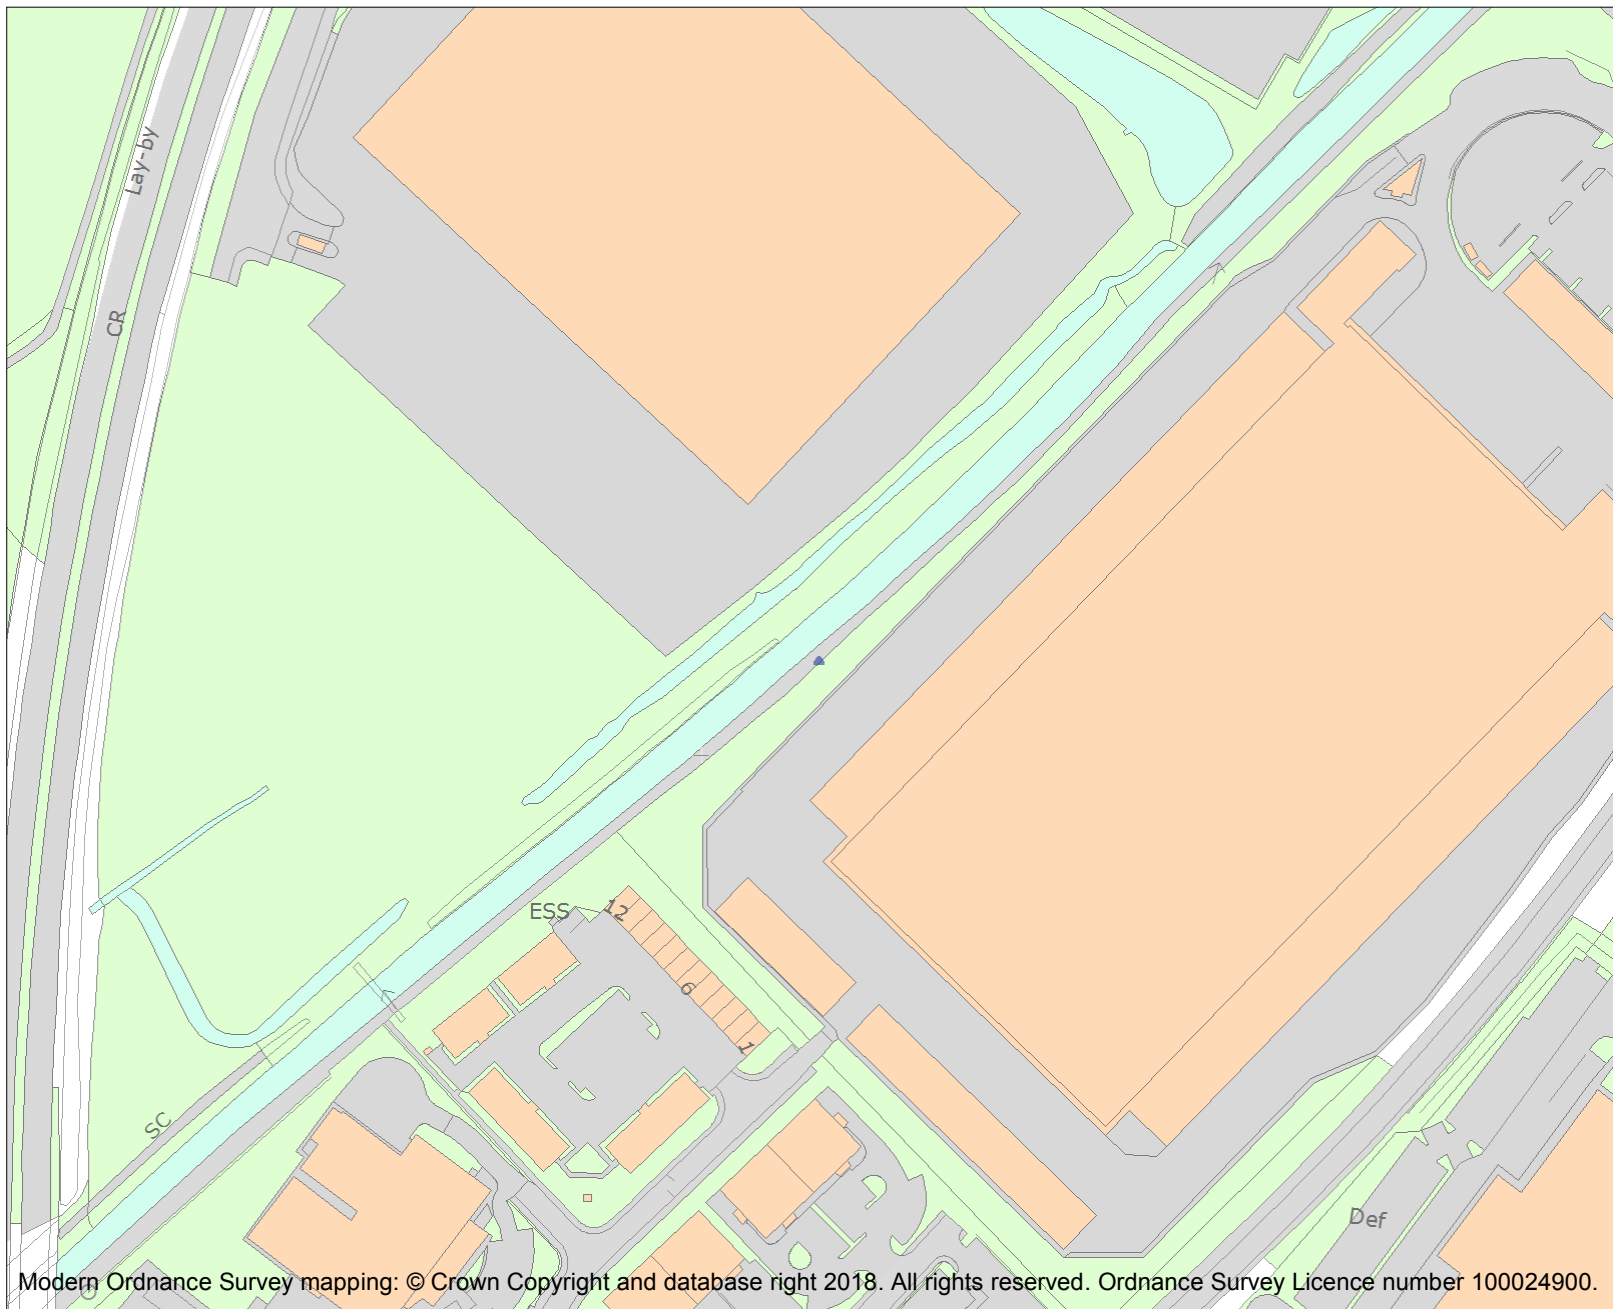 Lay-by
CR
ESS
12
6
1
SC
Def
Modern Ordnance Survey mapping: © Crown Copyright and database right 2018. All rights reserved. Ordnance Survey Licence number 100024900.